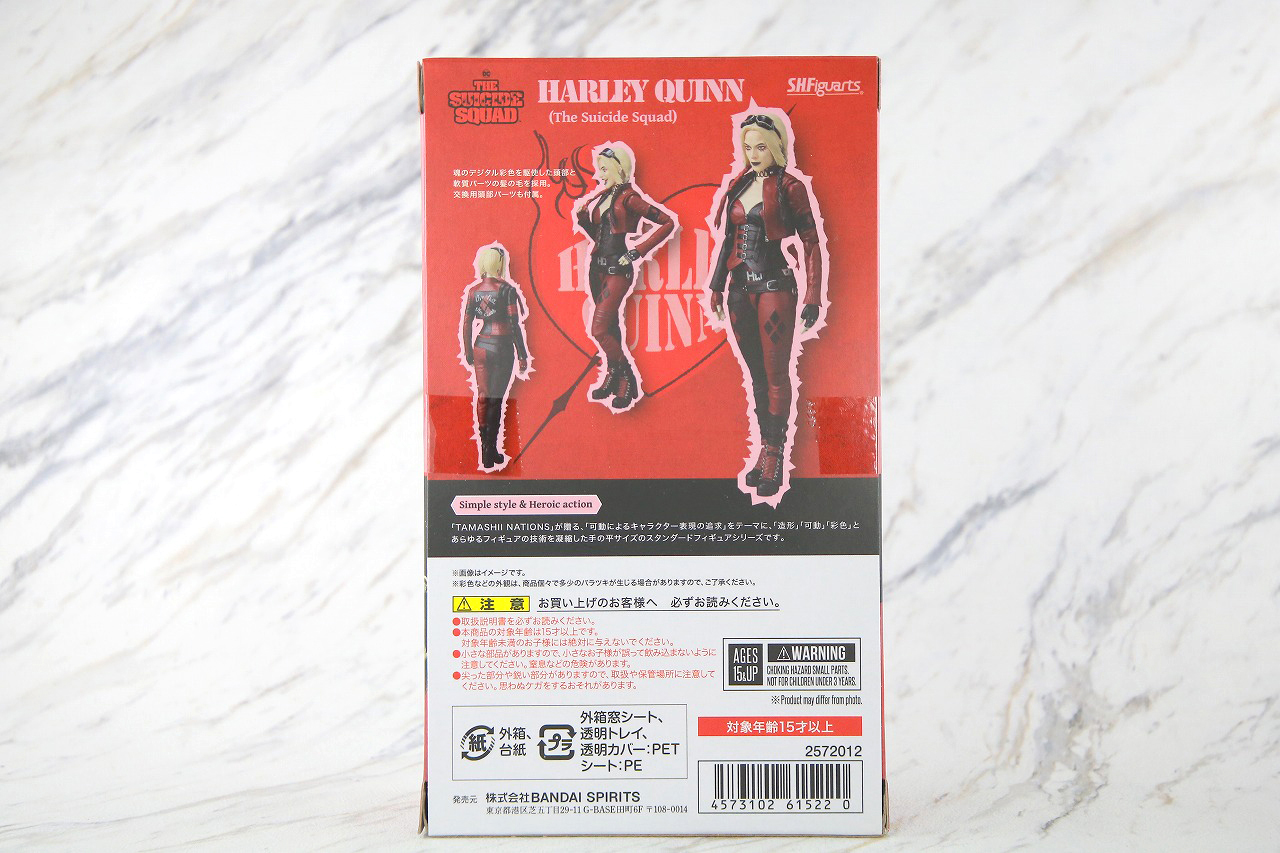 THE
SUICIDE
SQUAD
HARLEY QUINN
(The Suicide Squad)
S.H.Figuarts
魂のデジタル彩色を駆使した頭部と
軟質パーツの髪の毛を採用。
交換用頭部パーツも付属。
HARLEY
QUINN
Simple style & Heroic action
「TAMASHII NATIONS」が贈る、「可動によるキャラクター表現の追求」をテーマに、「造形」「可動」「彩色」と
あらゆるフィギュアの技術を凝縮した手の平サイズのスタンダードフィギュアシリーズです。
※画像はイメージです。
※彩色などの外観は、商品個々で多少のバラツキが生じる場合がありますので、ご了承ください。
注 意 お買い上げのお客様へ 必ずお読みください。
●取扱説明書を必ずお読みください。
●本商品の対象年齢は15才以上です。
対象年齢未満のお子様には絶対に与えないでください。
●小さな部品がありますので、小さなお子様が誤って飲み込まないように
注意してください。窒息などの危険があります。
●尖った部分や鋭い部分がありますので、取扱や保管場所に注意して
ください。思わぬケガをするおそれがあります。
AGES
15&UP
WARNING
CHOKING HAZARD SMALL PARTS.
NOT FOR CHILDREN UNDER 3 YEARS.
※Product may differ from photo.
紙
外箱、
台紙
プラ
外箱窓シート、
透明トレイ、
透明カバー:PET
シート:PE
対象年齢15才以上
2572012
4573102 61522 0
発売元 株式会社BANDAI SPIRITS
東京都港区芝五丁目29-11 G-BASE田町6F 〒108-0014